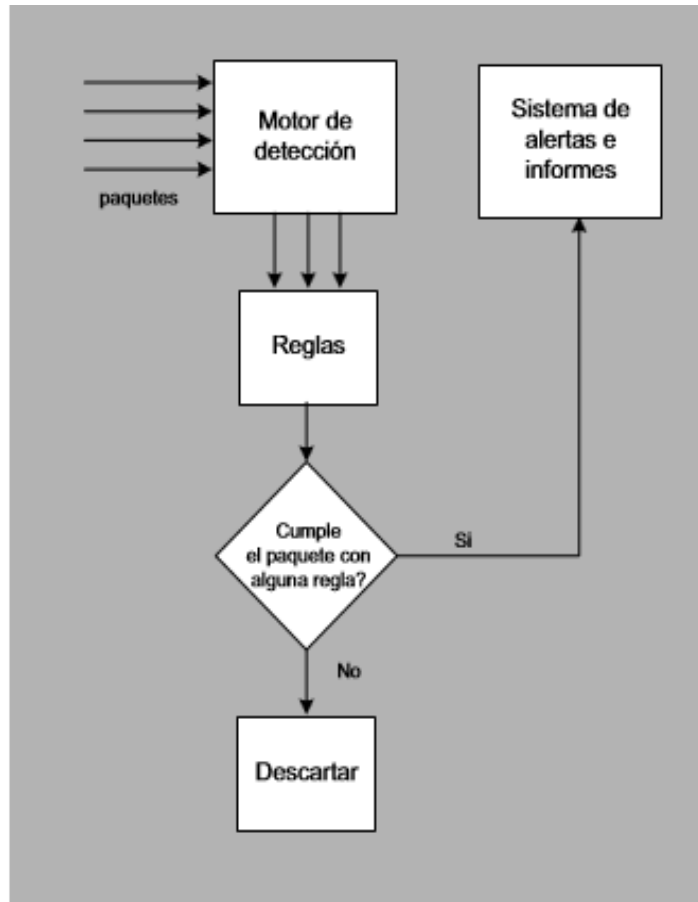 Motor de
detección
paquetes
Sistema de
alertas e
informes
Reglas
Cumple
el paquete con
alguna regla?
Si
No
Descartar